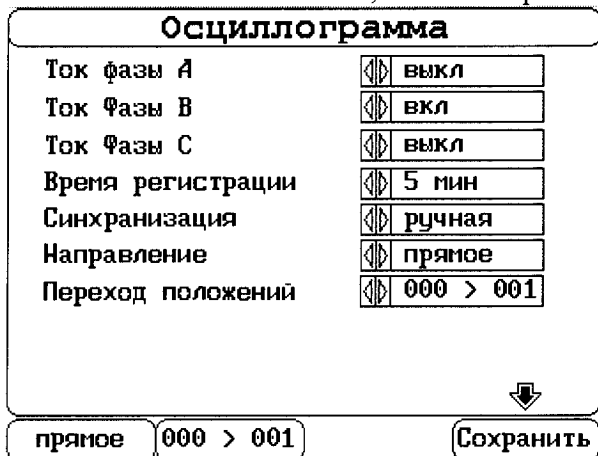 Осциллограмма
Ток фазы А выкл
Ток Фазы В вкл
Ток Фазы С выкл
Время регистрации 5 мин
Синхранизация ручная
Направление прямое
Переход положений 000 > 001
прямое 000 > 001 Сохранить